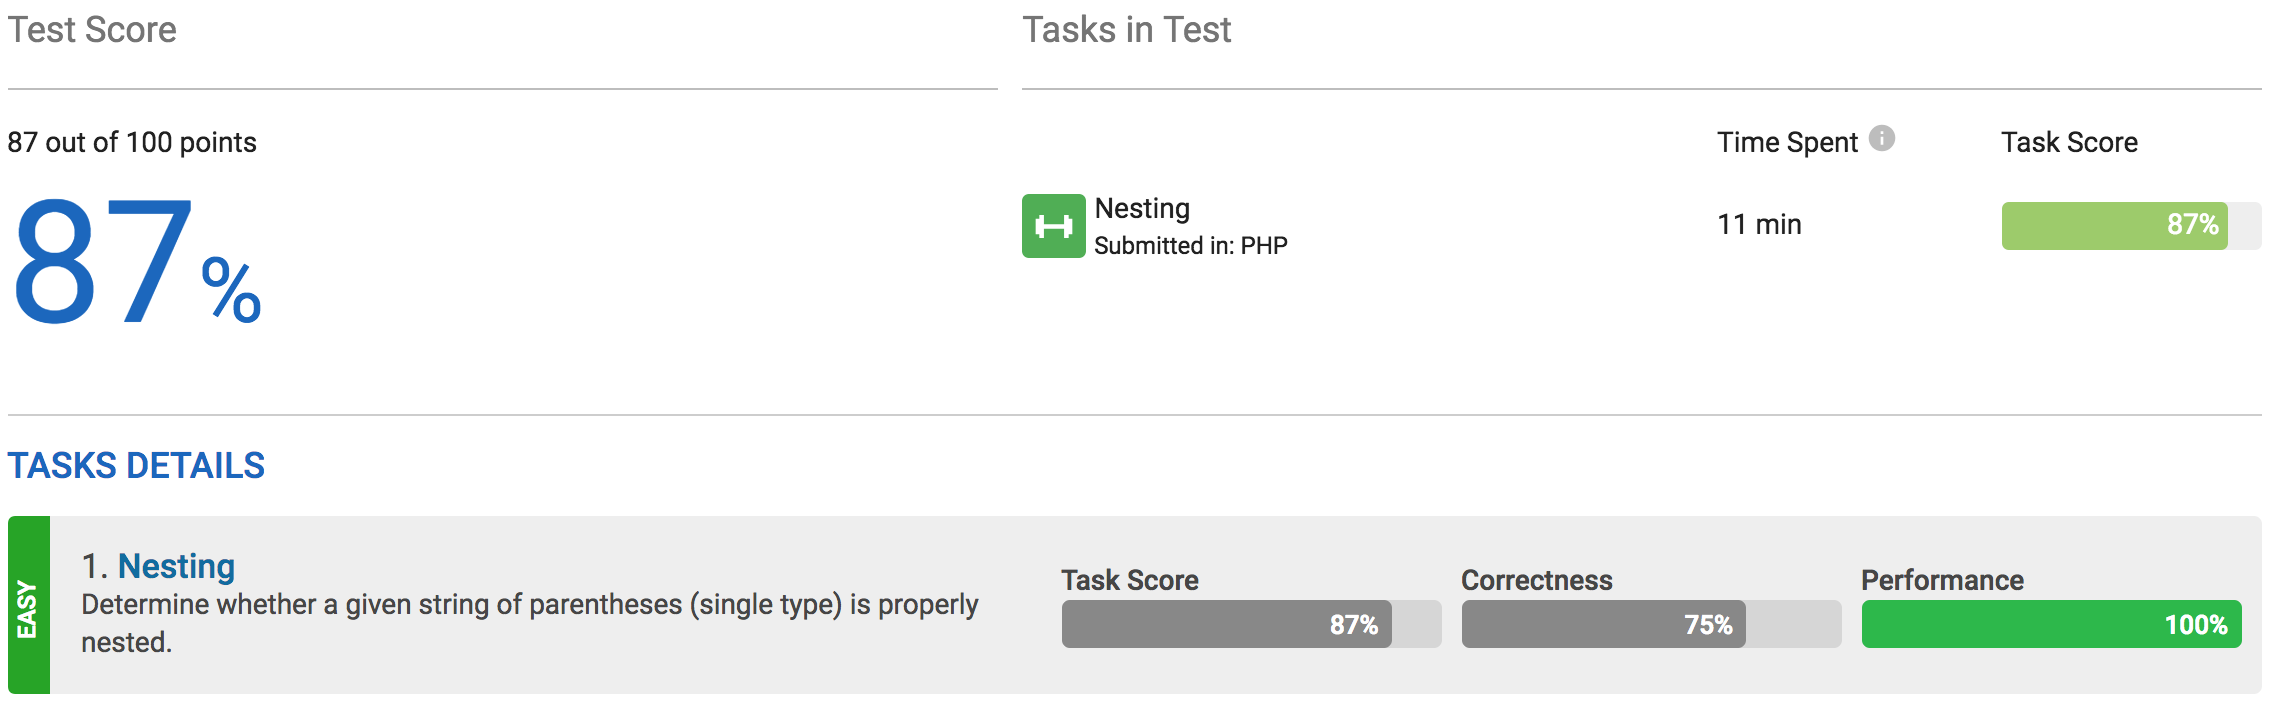 Test Score
Tasks in Test
87 out of 100 points
Time Spent
Task Score
87%
Nesting
Submitted in: PHP
11 min
87%
TASKS DETAILS
EASY
1. Nesting
Determine whether a given string of parentheses (single type) is properly
nested.
Task Score
87%
Correctness
75%
Performance
100%